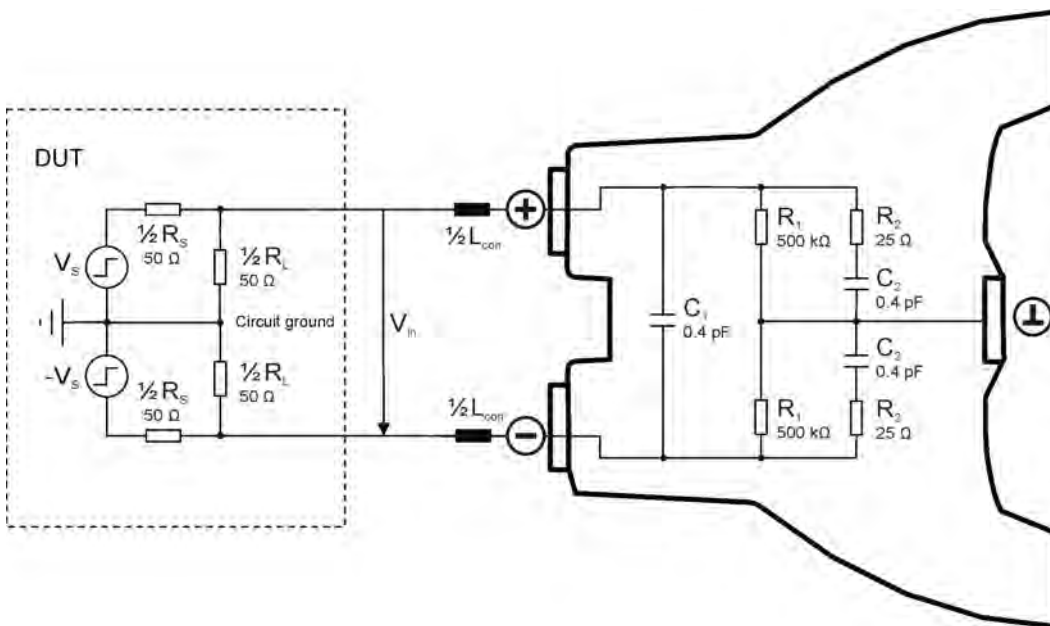 DUT
½ R_S
50 Ω
V_S
½ R_L
50 Ω
Circuit ground
-V_S
½ R_L
50 Ω
½ R_S
50 Ω
V_in
½ L_con
+
½ L_con
-
C_1
0.4 pF
R_1
500 kΩ
R_2
25 Ω
C_2
0.4 pF
C_2
0.4 pF
R_1
500 kΩ
R_2
25 Ω